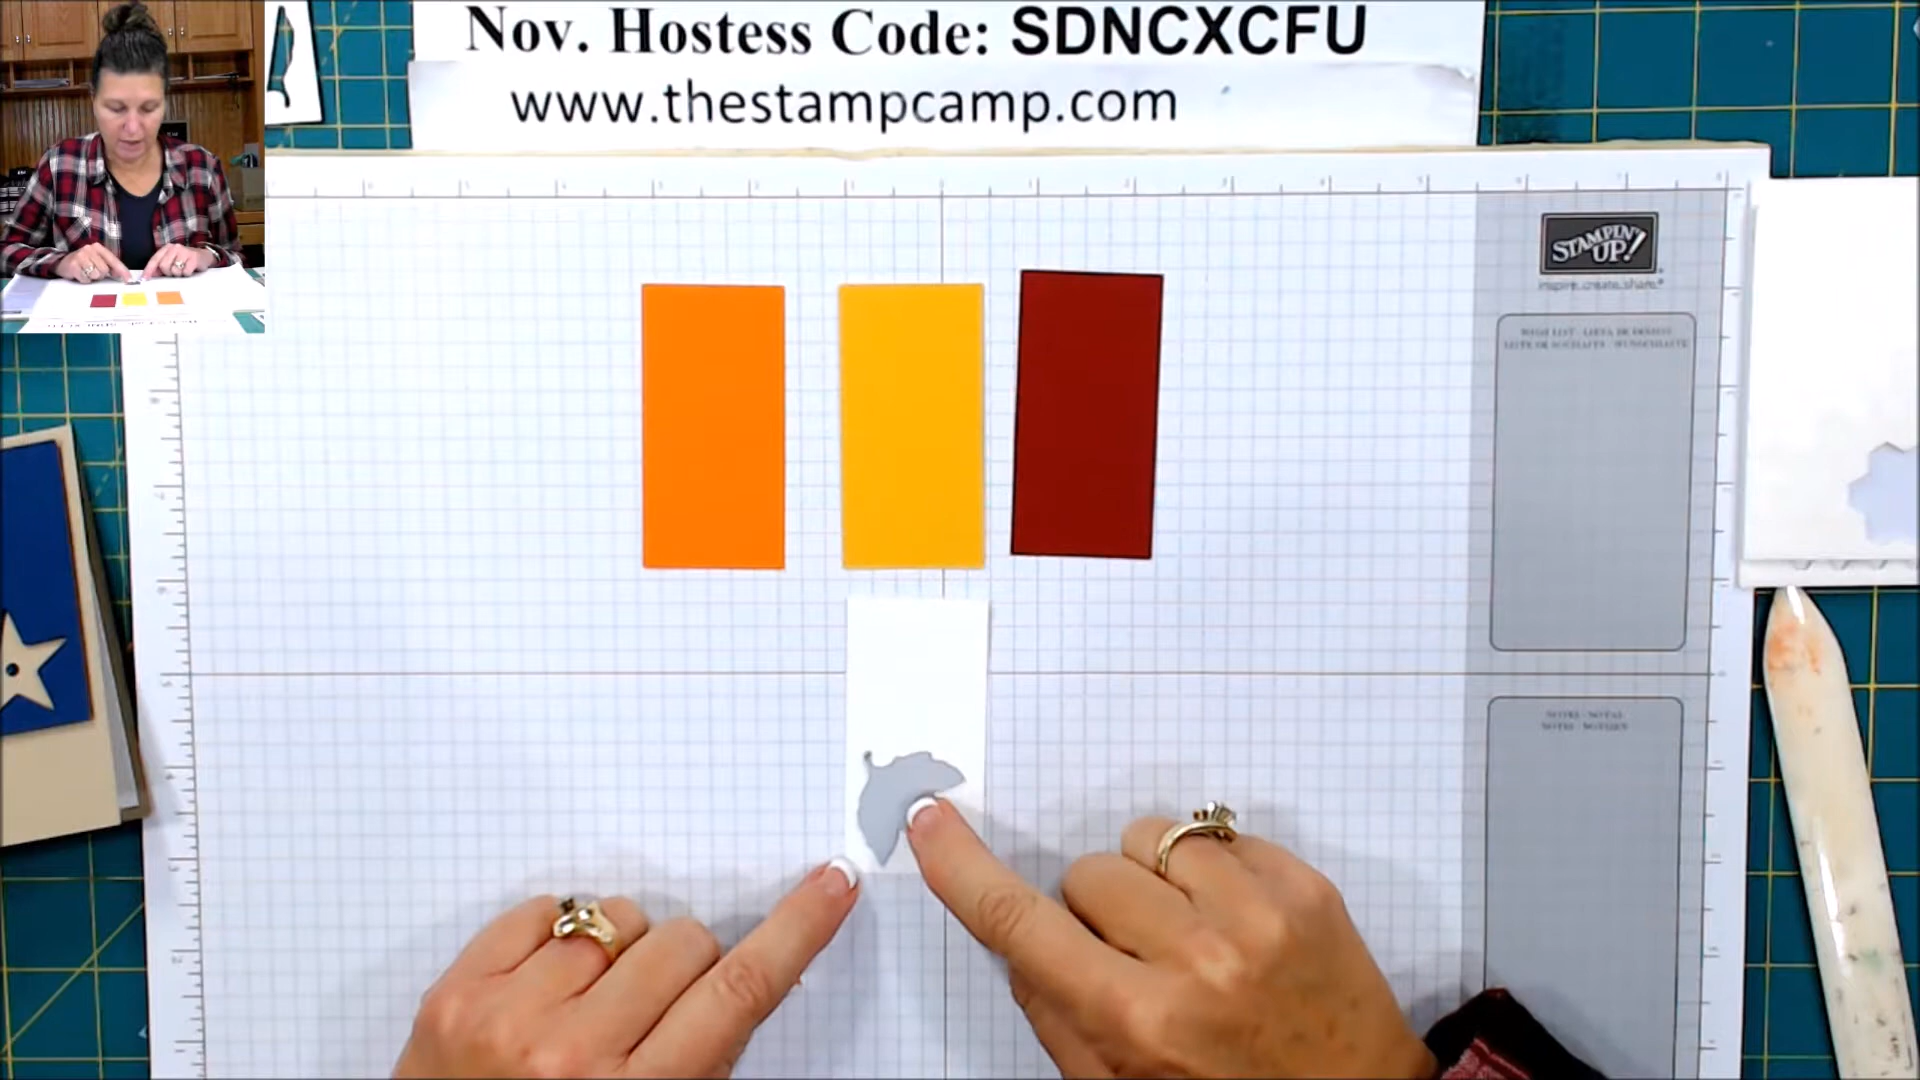 Nov. Hostess Code: SDNCXCFU
www.thestampcamp.com
STAMPIN' UP!
inspire.create.share.